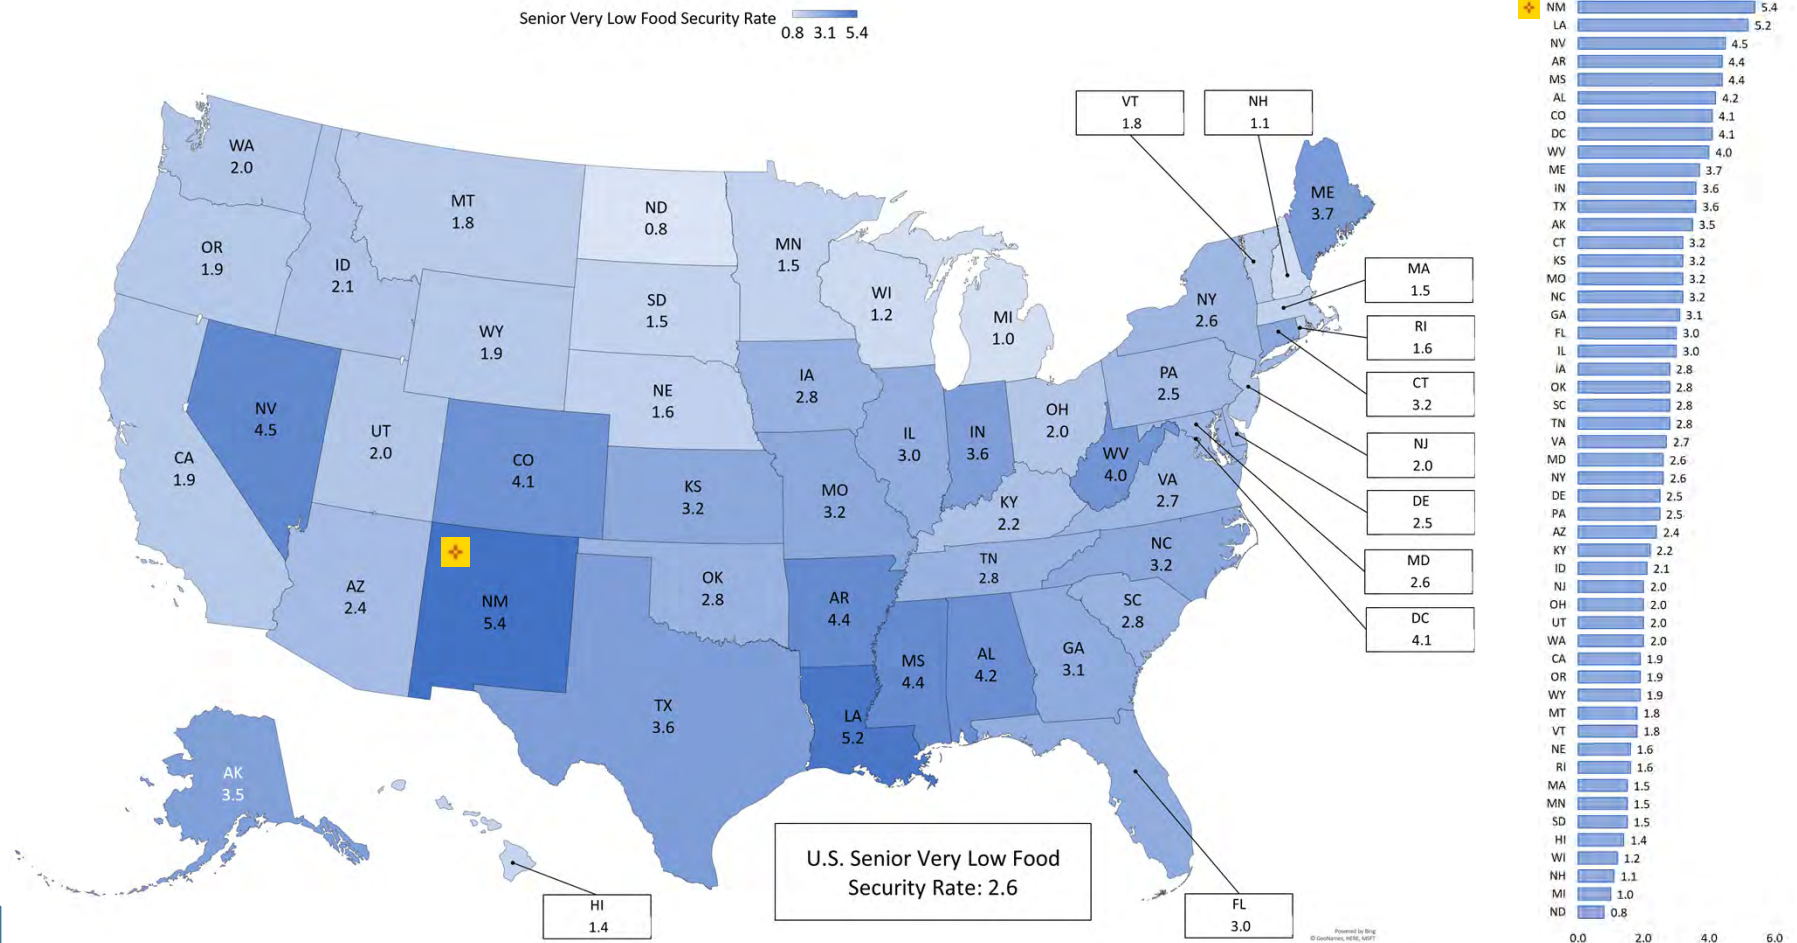 Senior Very Low Food Security Rate
0.8 3.1 5.4
WA
2.0
OR
1.9
CA
1.9
ID
2.1
NV
4.5
MT
1.8
WY
1.9
UT
2.0
AZ
2.4
CO
4.1
NM
5.4
ND
0.8
SD
1.5
NE
1.6
KS
3.2
OK
2.8
TX
3.6
MN
1.5
IA
2.8
MO
3.2
AR
4.4
LA
5.2
WI
1.2
IL
3.0
MI
1.0
IN
3.6
OH
2.0
KY
2.2
TN
2.8
MS
4.4
AL
4.2
GA
3.1
SC
2.8
NC
3.2
VA
2.7
WV
4.0
PA
2.5
NY
2.6
ME
3.7
VT
1.8
NH
1.1
MA
1.5
RI
1.6
CT
3.2
NJ
2.0
DE
2.5
MD
2.6
DC
4.1
AK
3.5
HI
1.4
FL
3.0
U.S. Senior Very Low Food
Security Rate: 2.6
Powered by Bing
© GeoNames, HERE, MSFT
NM 5.4
LA 5.2
NV 4.5
AR 4.4
MS 4.4
AL 4.2
CO 4.1
DC 4.1
WV 4.0
ME 3.7
IN 3.6
TX 3.6
AK 3.5
CT 3.2
KS 3.2
MO 3.2
NC 3.2
GA 3.1
FL 3.0
IL 3.0
IA 2.8
OK 2.8
SC 2.8
TN 2.8
VA 2.7
MD 2.6
NY 2.6
DE 2.5
PA 2.5
AZ 2.4
KY 2.2
ID 2.1
NJ 2.0
OH 2.0
UT 2.0
WA 2.0
CA 1.9
OR 1.9
WY 1.9
MT 1.8
VT 1.8
NE 1.6
RI 1.6
MA 1.5
MN 1.5
SD 1.5
HI 1.4
WI 1.2
NH 1.1
MI 1.0
ND 0.8
0.0 2.0 4.0 6.0